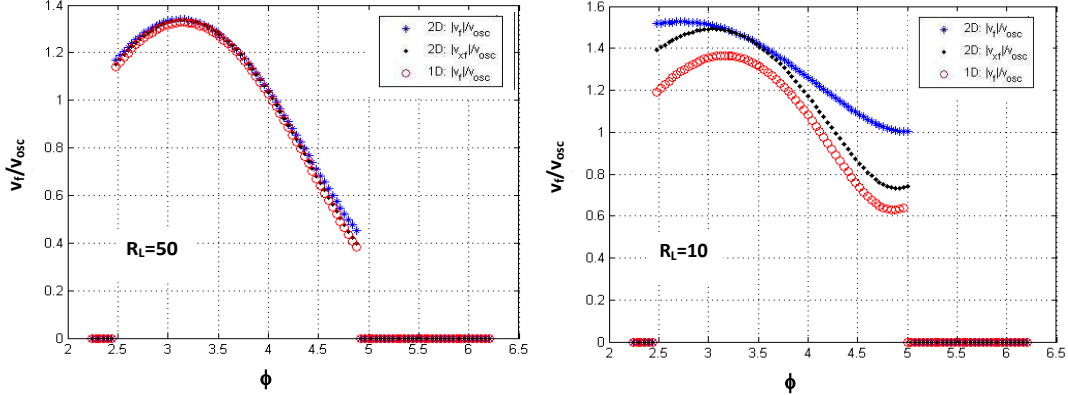 1.4
1.2
1
0.8
0.6
0.4
0.2
0
v_f/v_osc
2D: |v_f|/v_osc
2D: |v_xf|/v_osc
1D: |v_f|/v_osc
R_L=50
2 2.5 3 3.5 4 4.5 5 5.5 6 6.5
ϕ
1.6
1.4
1.2
1
0.8
0.6
0.4
0.2
0
v_f/v_osc
2D: |v_f|/v_osc
2D: |v_xf|/v_osc
1D: |v_f|/v_osc
R_L=10
2 2.5 3 3.5 4 4.5 5 5.5 6 6.5
ϕ